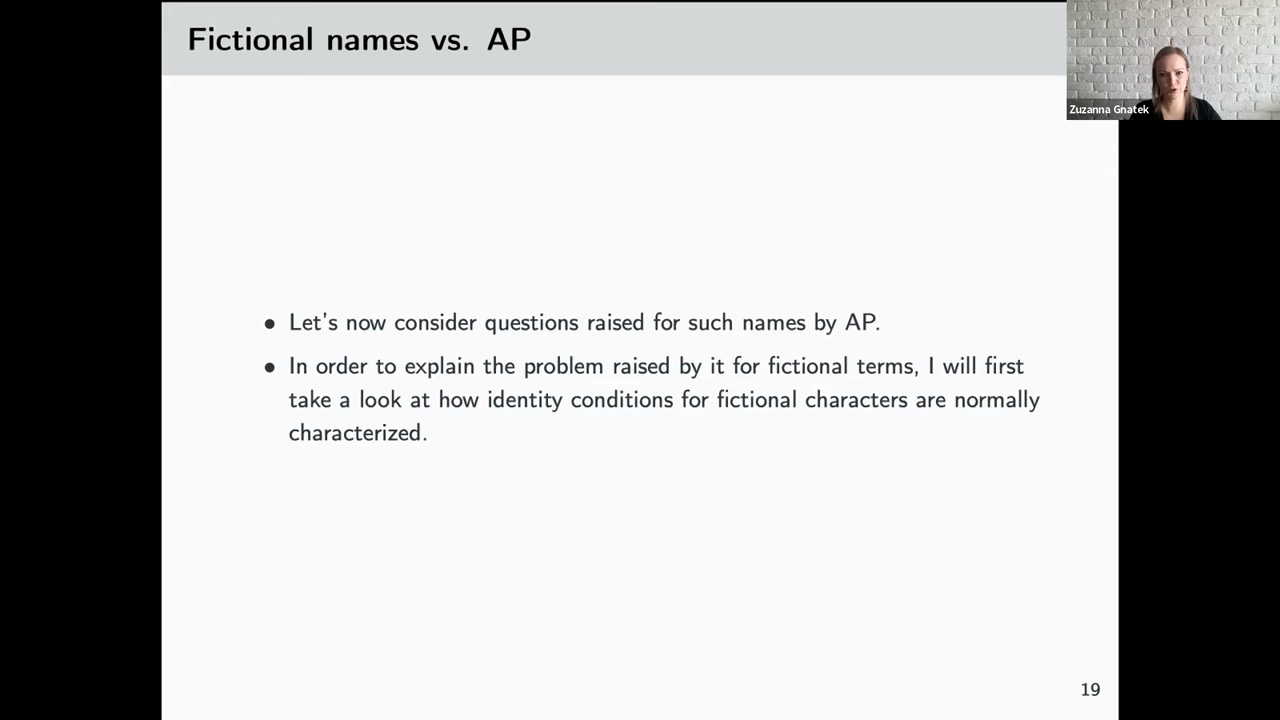 Fictional names vs. AP
Zuzanna Gnatek
• Let's now consider questions raised for such names by AP.
• In order to explain the problem raised by it for fictional terms, I will first
take a look at how identity conditions for fictional characters are normally
characterized.
19